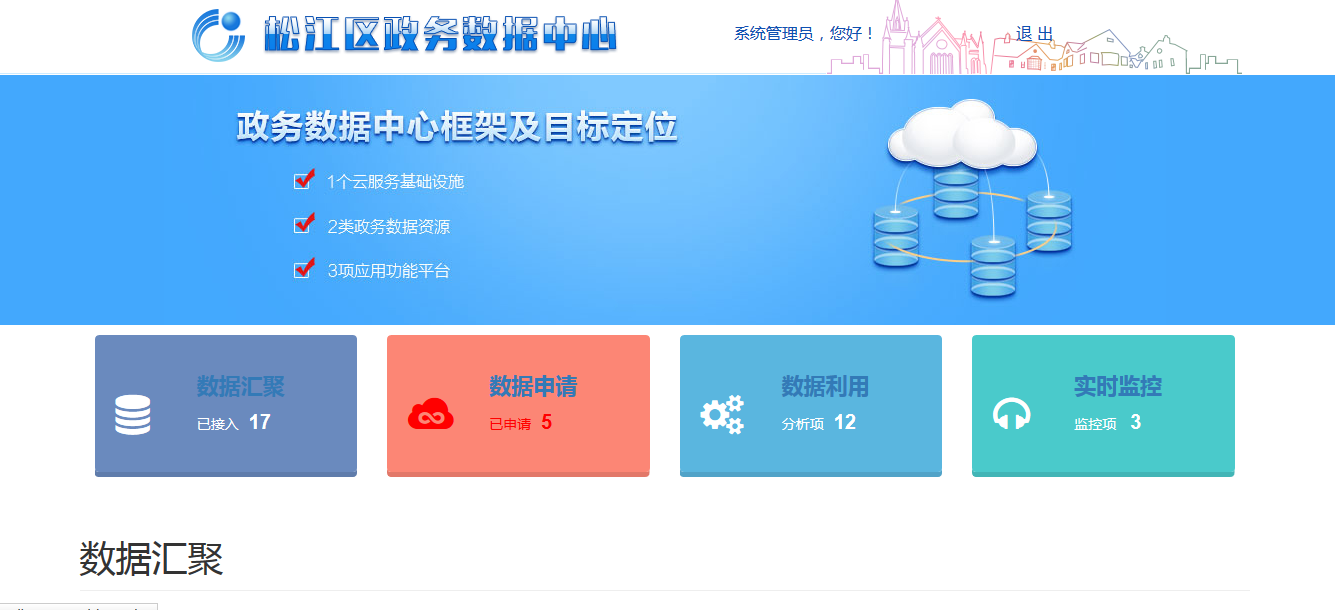 松江区政务数据中心
系统管理员，您好！ 退 出
政务数据中心框架及目标定位
1个云服务基础设施
2类政务数据资源
3项应用功能平台
数据汇聚
已接入 17
数据申请
已申请 5
数据利用
分析项 12
实时监控
监控项 3
数据汇聚